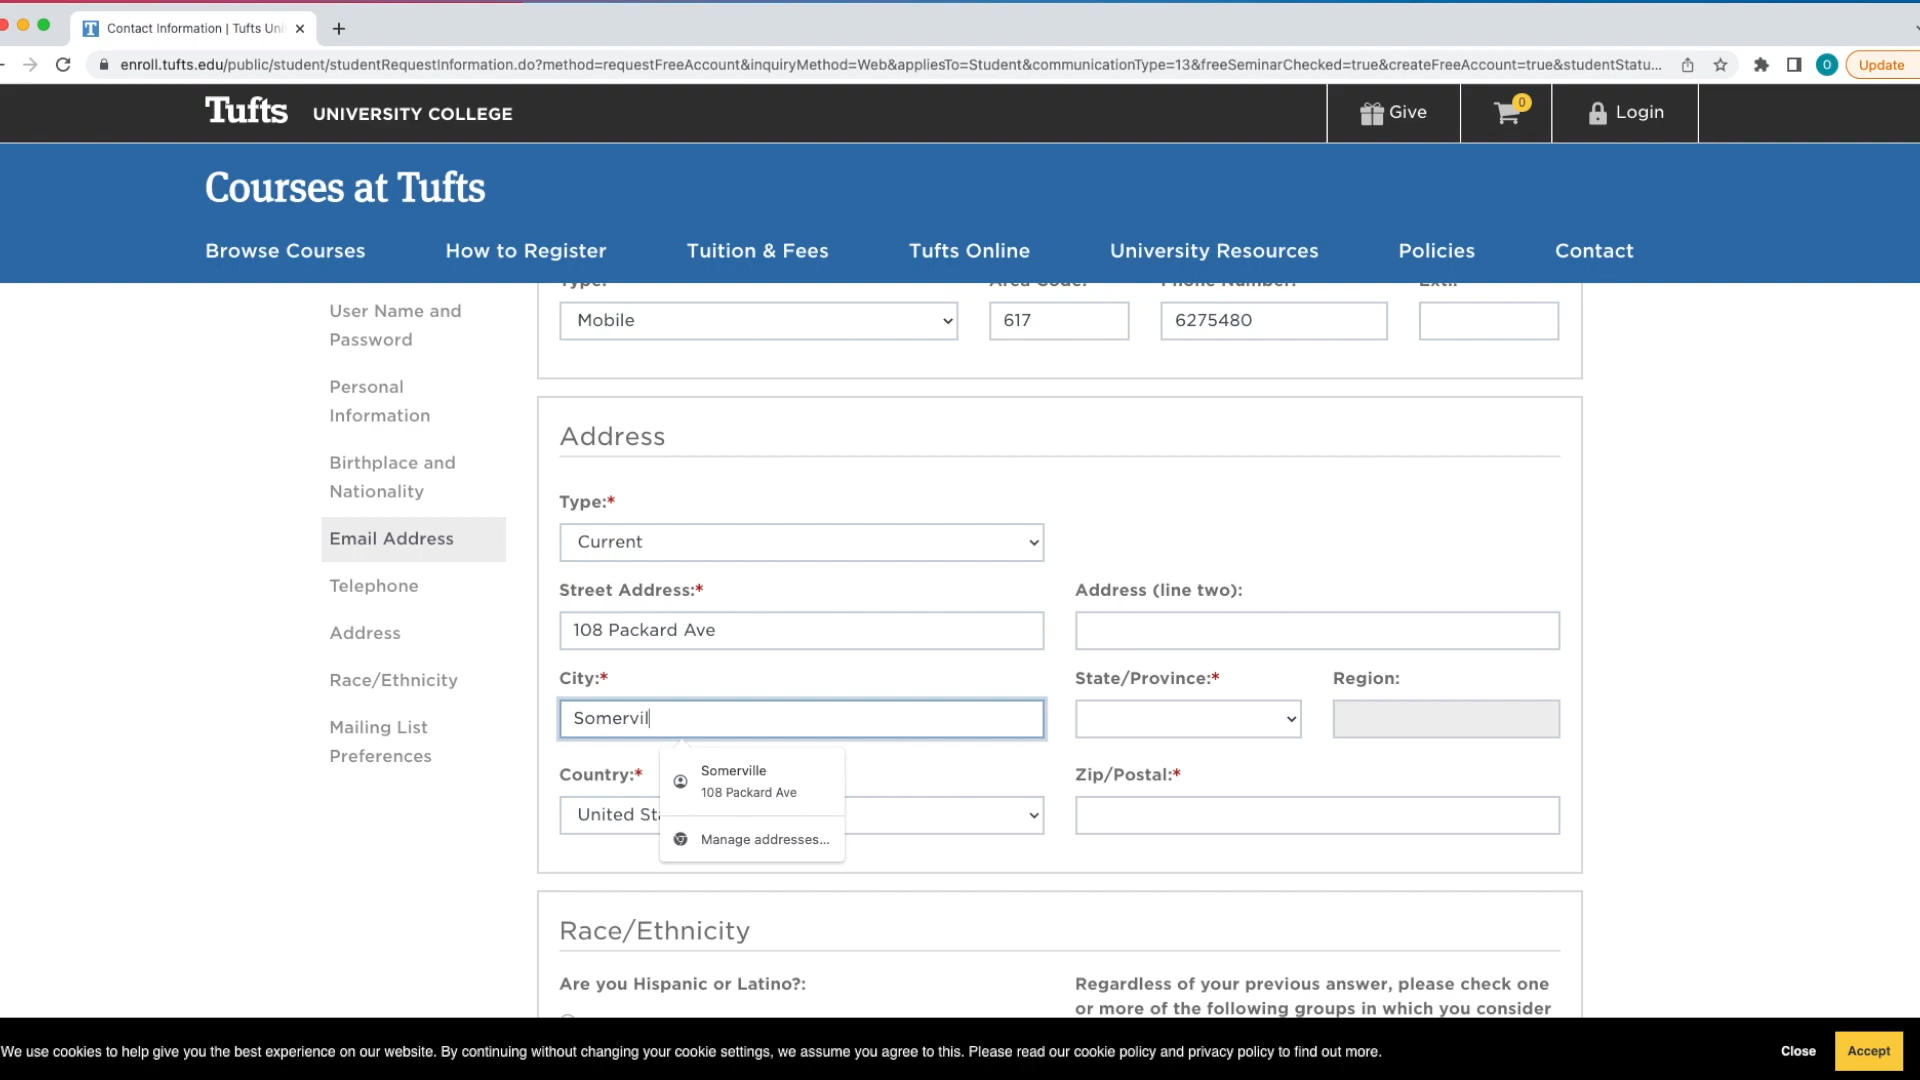 Contact Information | Tufts Uni
enroll.tufts.edu/public/student/studentRequestInformation.do?method=requestFreeAccount&inquiryMethod=Web&appliesTo=Student&communicationType=13&freeSeminarChecked=true&createFreeAccount=true&studentStatu...
O
Update
Tufts UNIVERSITY COLLEGE
Give
0
Login
Courses at Tufts
Browse Courses
How to Register
Tuition & Fees
Tufts Online
University Resources
Policies
Contact
User Name and
Password
Personal
Information
Birthplace and
Nationality
Email Address
Telephone
Address
Race/Ethnicity
Mailing List
Preferences
Type:
Area Code:
Phone Number:
Ext.:
Mobile
617
6275480
Address
Type:*
Current
Street Address:*
Address (line two):
108 Packard Ave
City:*
State/Province:*
Region:
Somervil
Somerville
108 Packard Ave
Manage addresses...
Country:*
Zip/Postal:*
United Sta
Race/Ethnicity
Are you Hispanic or Latino?:
Regardless of your previous answer, please check one
or more of the following groups in which you consider
We use cookies to help give you the best experience on our website. By continuing without changing your cookie settings, we assume you agree to this. Please read our cookie policy and privacy policy to find out more.
Close
Accept